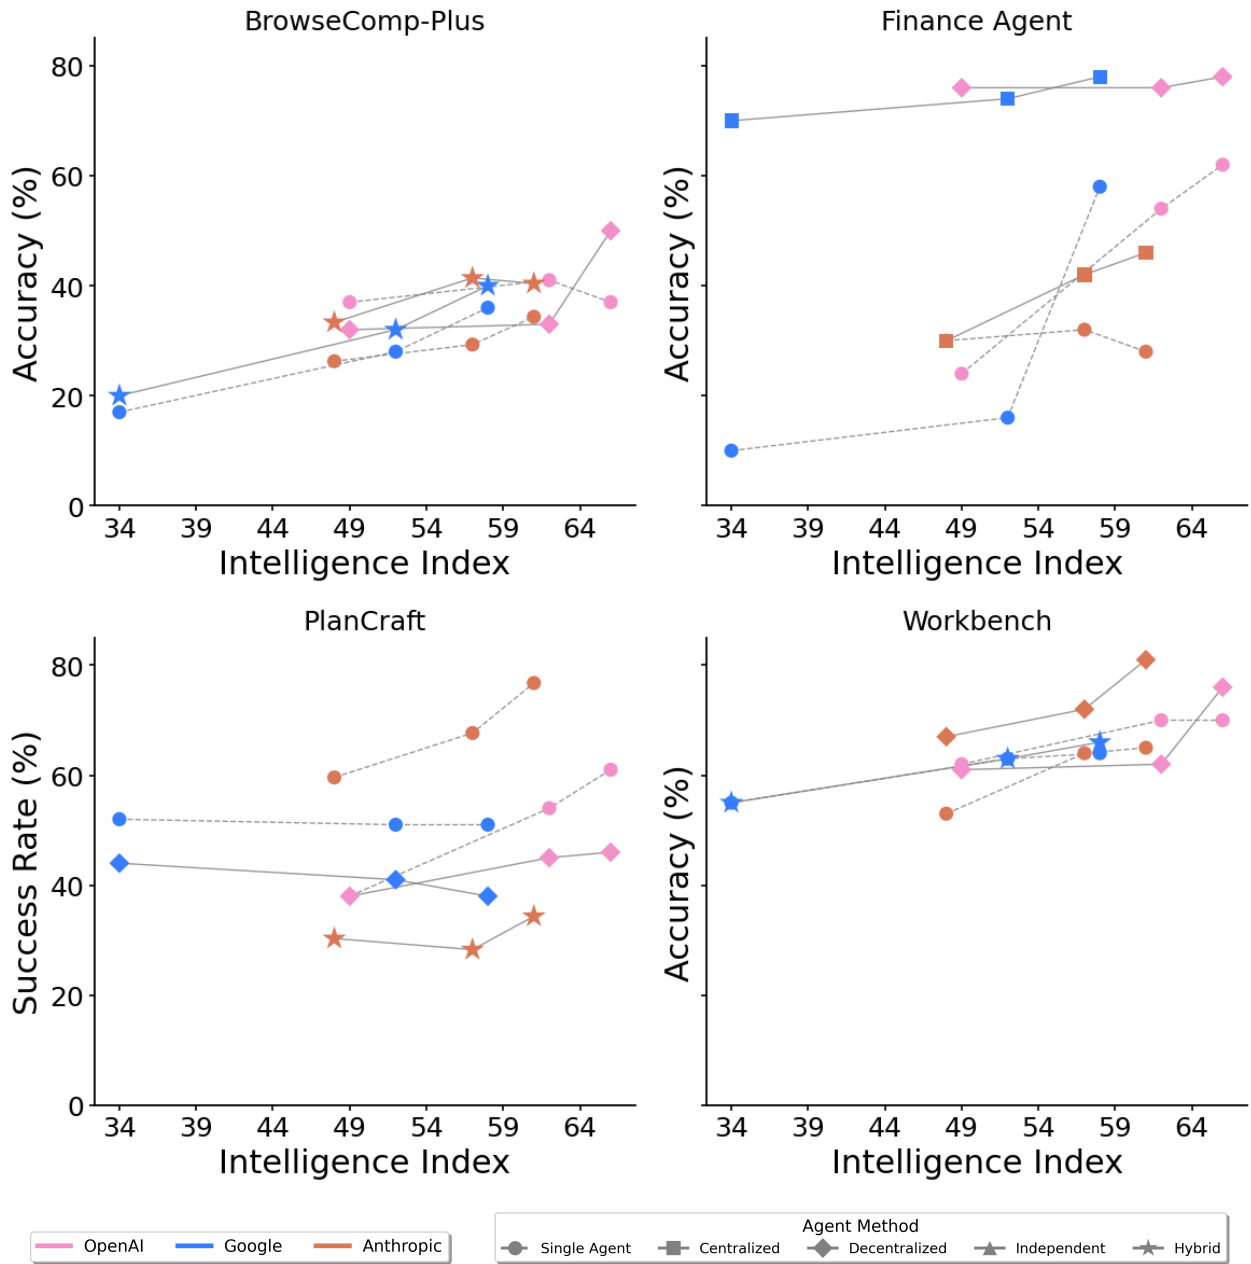 BrowseComp-Plus
Accuracy (%)
80
60
40
20
0
34 39 44 49 54 59 64
Intelligence Index
Finance Agent
Accuracy (%)
34 39 44 49 54 59 64
Intelligence Index
PlanCraft
Success Rate (%)
80
60
40
20
0
34 39 44 49 54 59 64
Intelligence Index
Workbench
Accuracy (%)
34 39 44 49 54 59 64
Intelligence Index
OpenAI Google Anthropic
Agent Method
Single Agent Centralized Decentralized Independent Hybrid